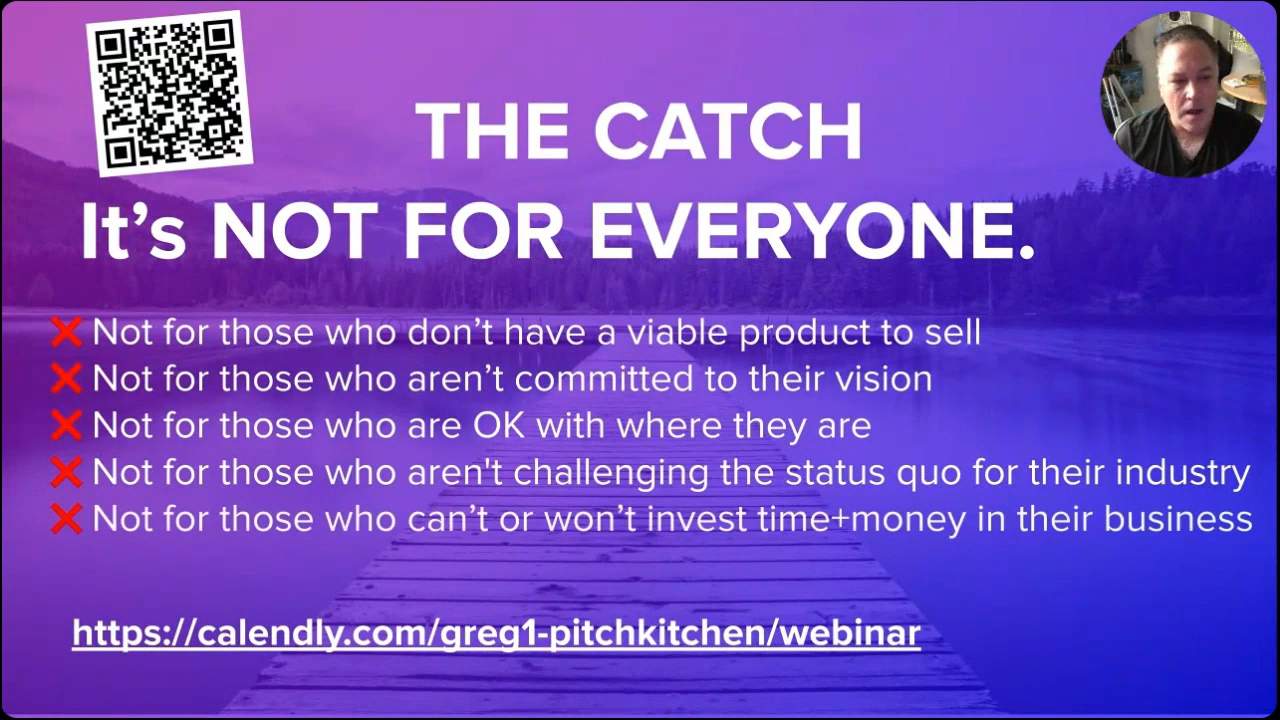 THE CATCH
It’s NOT FOR EVERYONE.
❌ Not for those who don’t have a viable product to sell
❌ Not for those who aren’t committed to their vision
❌ Not for those who are OK with where they are
❌ Not for those who aren't challenging the status quo for their industry
❌ Not for those who can’t or won’t invest time+money in their business
https://calendly.com/greg1-pitchkitchen/webinar